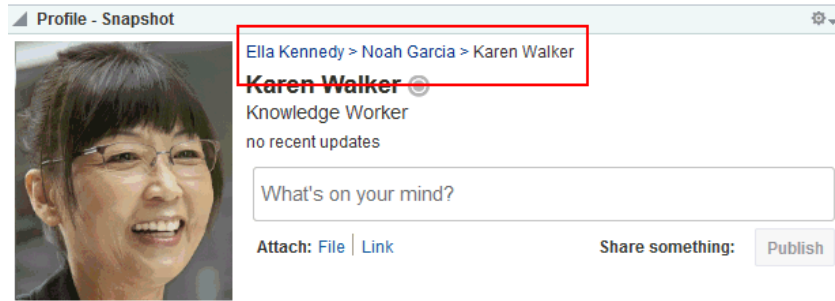 Profile - Snapshot
Ella Kennedy > Noah Garcia > Karen Walker
Karen Walker
Knowledge Worker
no recent updates
What's on your mind?
Attach: File | Link Share something: Publish